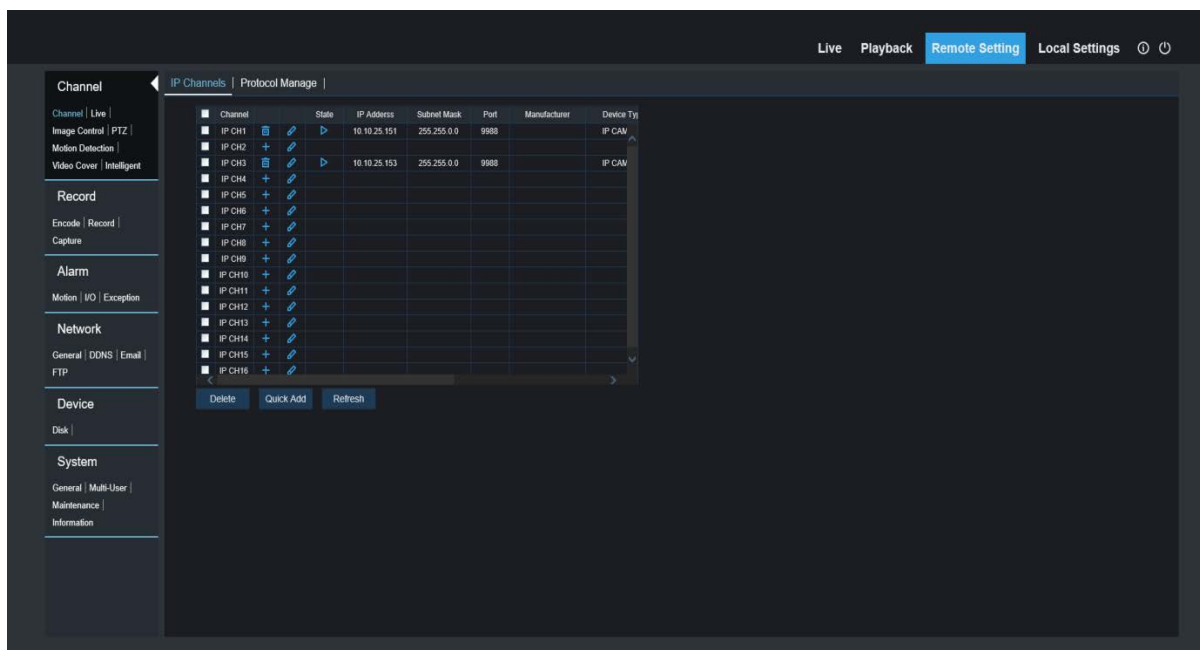 Live Playback Remote Setting Local Settings
Channel
Channel | Live |
Image Control | PTZ |
Motion Detection |
Video Cover | Intelligent
Record
Encode | Record |
Capture
Alarm
Motion | I/O | Exception
Network
General | DDNS | Email |
FTP
Device
Disk |
System
General | Multi-User |
Maintenance |
Information
IP Channels | Protocol Manage |
Channel State IP Adderss Subnet Mask Port Manufacturer Device Ty
IP CH1 10.10.25.151 255.255.0.0 9988 IP CAM
IP CH2
IP CH3 10.10.25.153 255.255.0.0 9988 IP CAM
IP CH4
IP CH5
IP CH6
IP CH7
IP CH8
IP CH9
IP CH10
IP CH11
IP CH12
IP CH13
IP CH14
IP CH15
IP CH16
Delete Quick Add Refresh